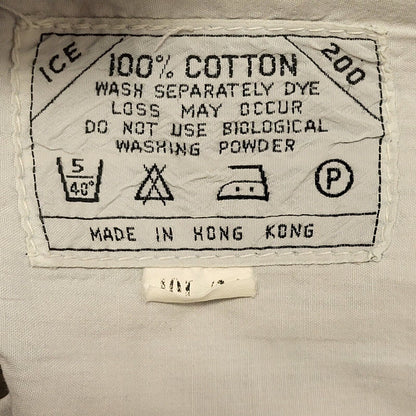 ICE
200
100% COTTON
WASH SEPARATELY DYE
LOSS MAY OCCUR
DO NOT USE BIOLOGICAL
WASHING POWDER
5
40°
P
MADE IN HONG KONG